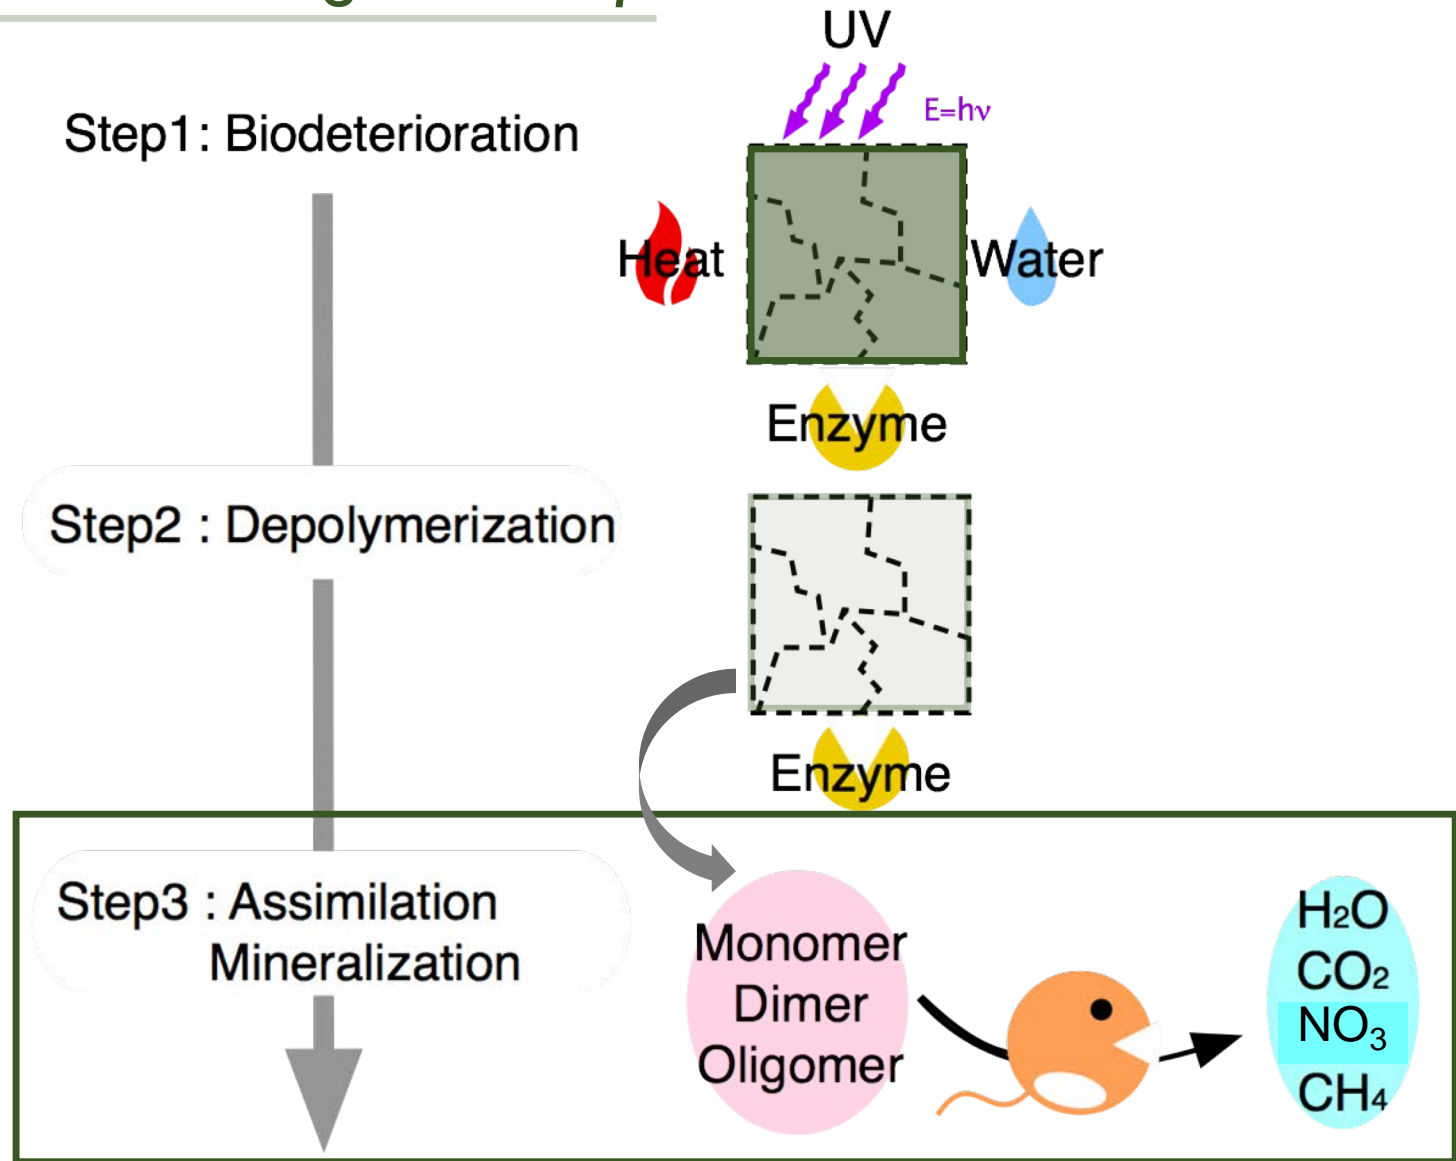 UV
E=hν
Step1: Biodeterioration
Heat
Water
Enzyme
Step2 : Depolymerization
Enzyme
Step3 : Assimilation
Mineralization
Monomer
Dimer
Oligomer
H₂O
CO₂
NO₃
CH₄